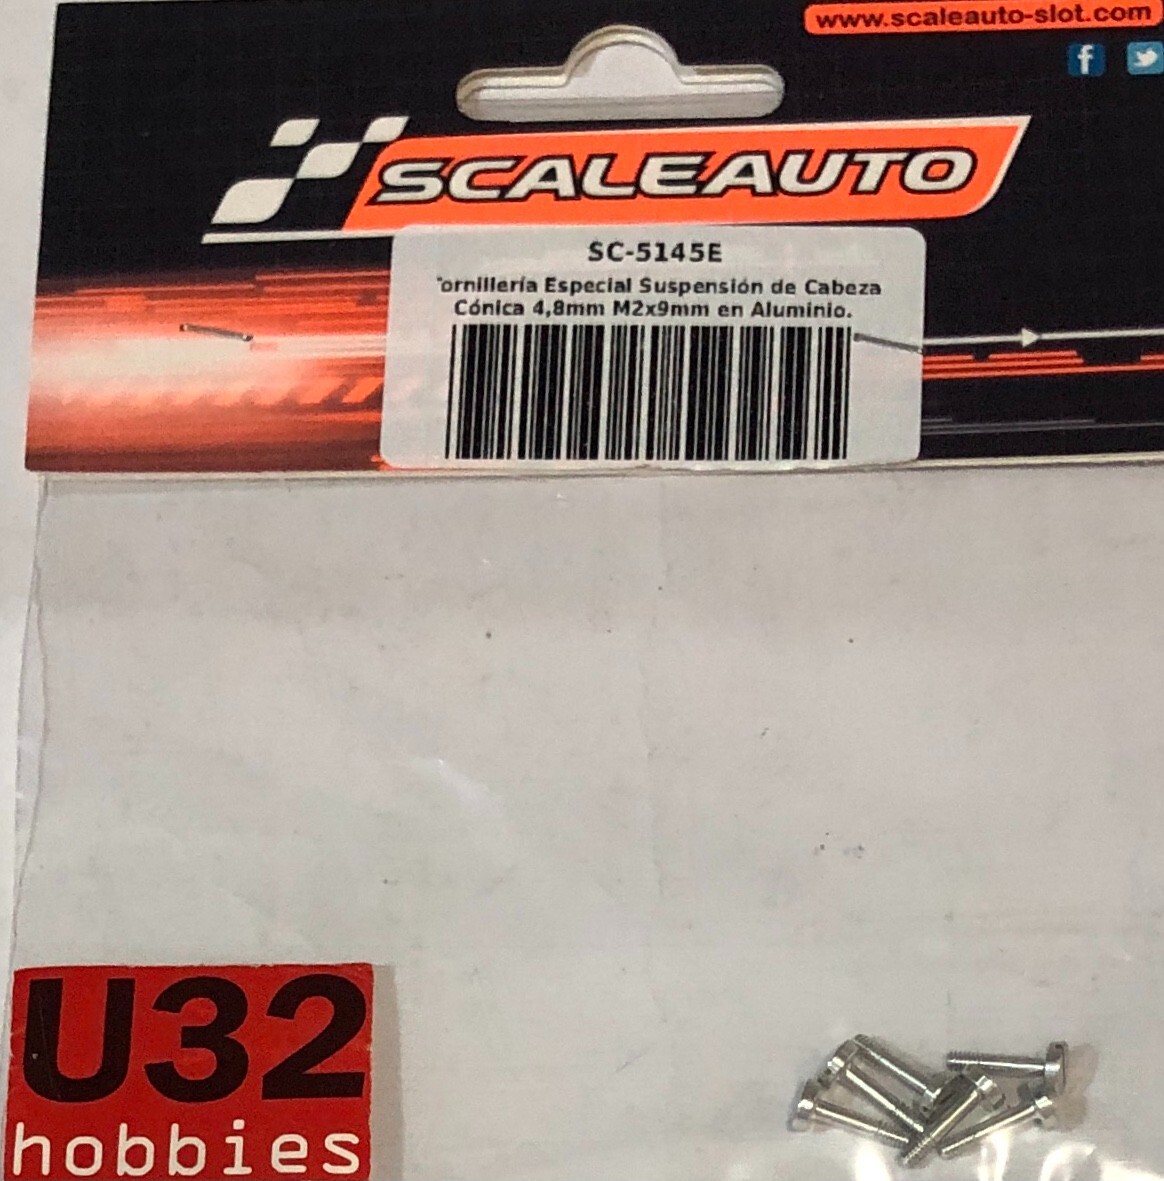 www.scaleauto-slot.com
SCALEAUTO
SC-5145E
ornillería Especial Suspensión de Cabeza
Cónica 4,8mm M2x9mm en Aluminio.
U32
hobbies